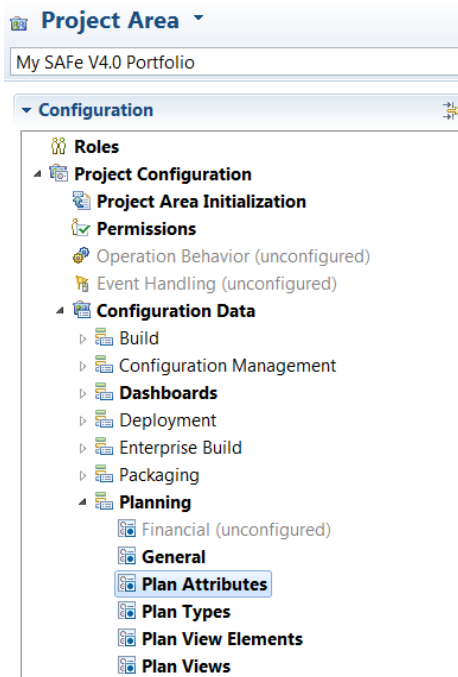 Project Area
My SAFe V4.0 Portfolio
Configuration
Roles
Project Configuration
Project Area Initialization
Permissions
Operation Behavior (unconfigured)
Event Handling (unconfigured)
Configuration Data
Build
Configuration Management
Dashboards
Deployment
Enterprise Build
Packaging
Planning
Financial (unconfigured)
General
Plan Attributes
Plan Types
Plan View Elements
Plan Views